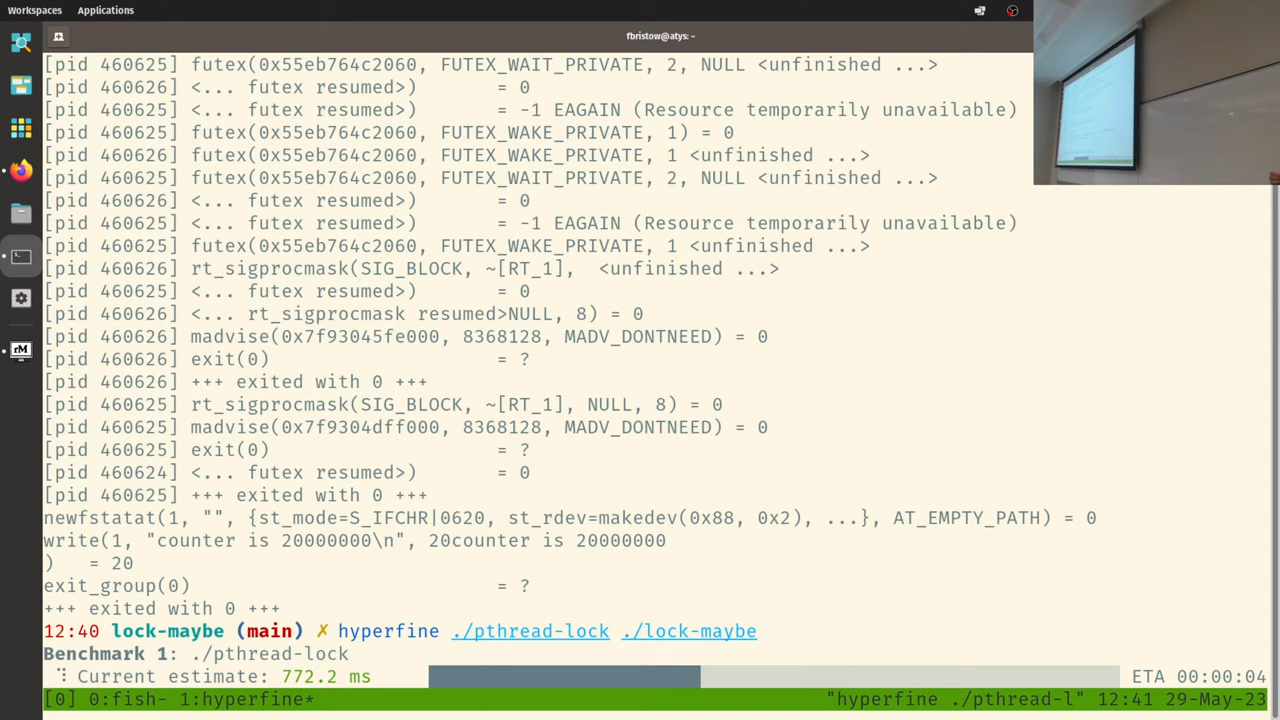 Workspaces Applications
fbristow@atys: ~
[pid 460625] futex(0x55eb764c2060, FUTEX_WAIT_PRIVATE, 2, NULL <unfinished ...>
[pid 460626] <... futex resumed>) = 0
[pid 460625] <... futex resumed>) = -1 EAGAIN (Resource temporarily unavailable)
[pid 460626] futex(0x55eb764c2060, FUTEX_WAKE_PRIVATE, 1) = 0
[pid 460625] futex(0x55eb764c2060, FUTEX_WAKE_PRIVATE, 1 <unfinished ...>
[pid 460626] futex(0x55eb764c2060, FUTEX_WAIT_PRIVATE, 2, NULL <unfinished ...>
[pid 460625] <... futex resumed>) = 0
[pid 460626] <... futex resumed>) = -1 EAGAIN (Resource temporarily unavailable)
[pid 460626] futex(0x55eb764c2060, FUTEX_WAKE_PRIVATE, 1 <unfinished ...>
[pid 460625] rt_sigprocmask(SIG_BLOCK, ~[RT_1], <unfinished ...>
[pid 460626] <... futex resumed>) = 0
[pid 460625] <... rt_sigprocmask resumed>NULL, 8) = 0
[pid 460626] madvise(0x7f93045fe000, 8368128, MADV_DONTNEED) = 0
[pid 460626] exit(0) = ?
[pid 460626] +++ exited with 0 +++
[pid 460625] rt_sigprocmask(SIG_BLOCK, ~[RT_1], NULL, 8) = 0
[pid 460625] madvise(0x7f9304dff000, 8368128, MADV_DONTNEED) = 0
[pid 460625] exit(0) = ?
[pid 460624] <... futex resumed>) = 0
[pid 460625] +++ exited with 0 +++
newfstatat(1, "", {st_mode=S_IFCHR|0620, st_rdev=makedev(0x88, 0x2), ...}, AT_EMPTY_PATH) = 0
write(1, "counter is 20000000\n", 20counter is 20000000
) = 20
exit_group(0) = ?
+++ exited with 0 +++
12:40 lock-maybe (main) ✗ hyperfine ./pthread-lock ./lock-maybe
Benchmark 1: ./pthread-lock
⠹ Current estimate: 772.2 ms ETA 00:00:04
[0] 0:fish- 1:hyperfine* "hyperfine ./pthread-l" 12:41 29-May-23
rM